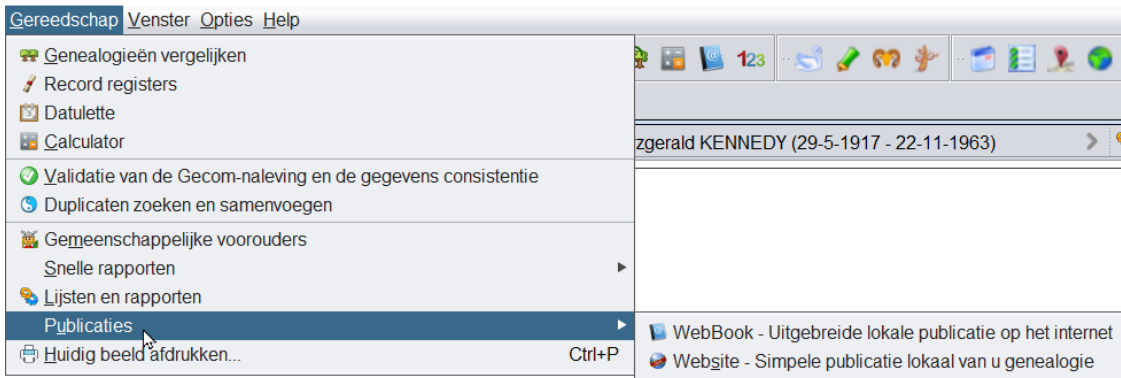 Gereedschap Venster Opties Help
Genealogieën vergelijken
Record registers
Datulette
Calculator
Validatie van de Gecom-naleving en de gegevens consistentie
Duplicaten zoeken en samenvoegen
Gemeenschappelijke voorouders
Snelle rapporten
Lijsten en rapporten
Publicaties
Huidig beeld afdrukken... Ctrl+P
123
rzgerald KENNEDY (29-5-1917 - 22-11-1963)
WebBook - Uitgebreide lokale publicatie op het internet
Website - Simpele publicatie lokaal van u genealogie